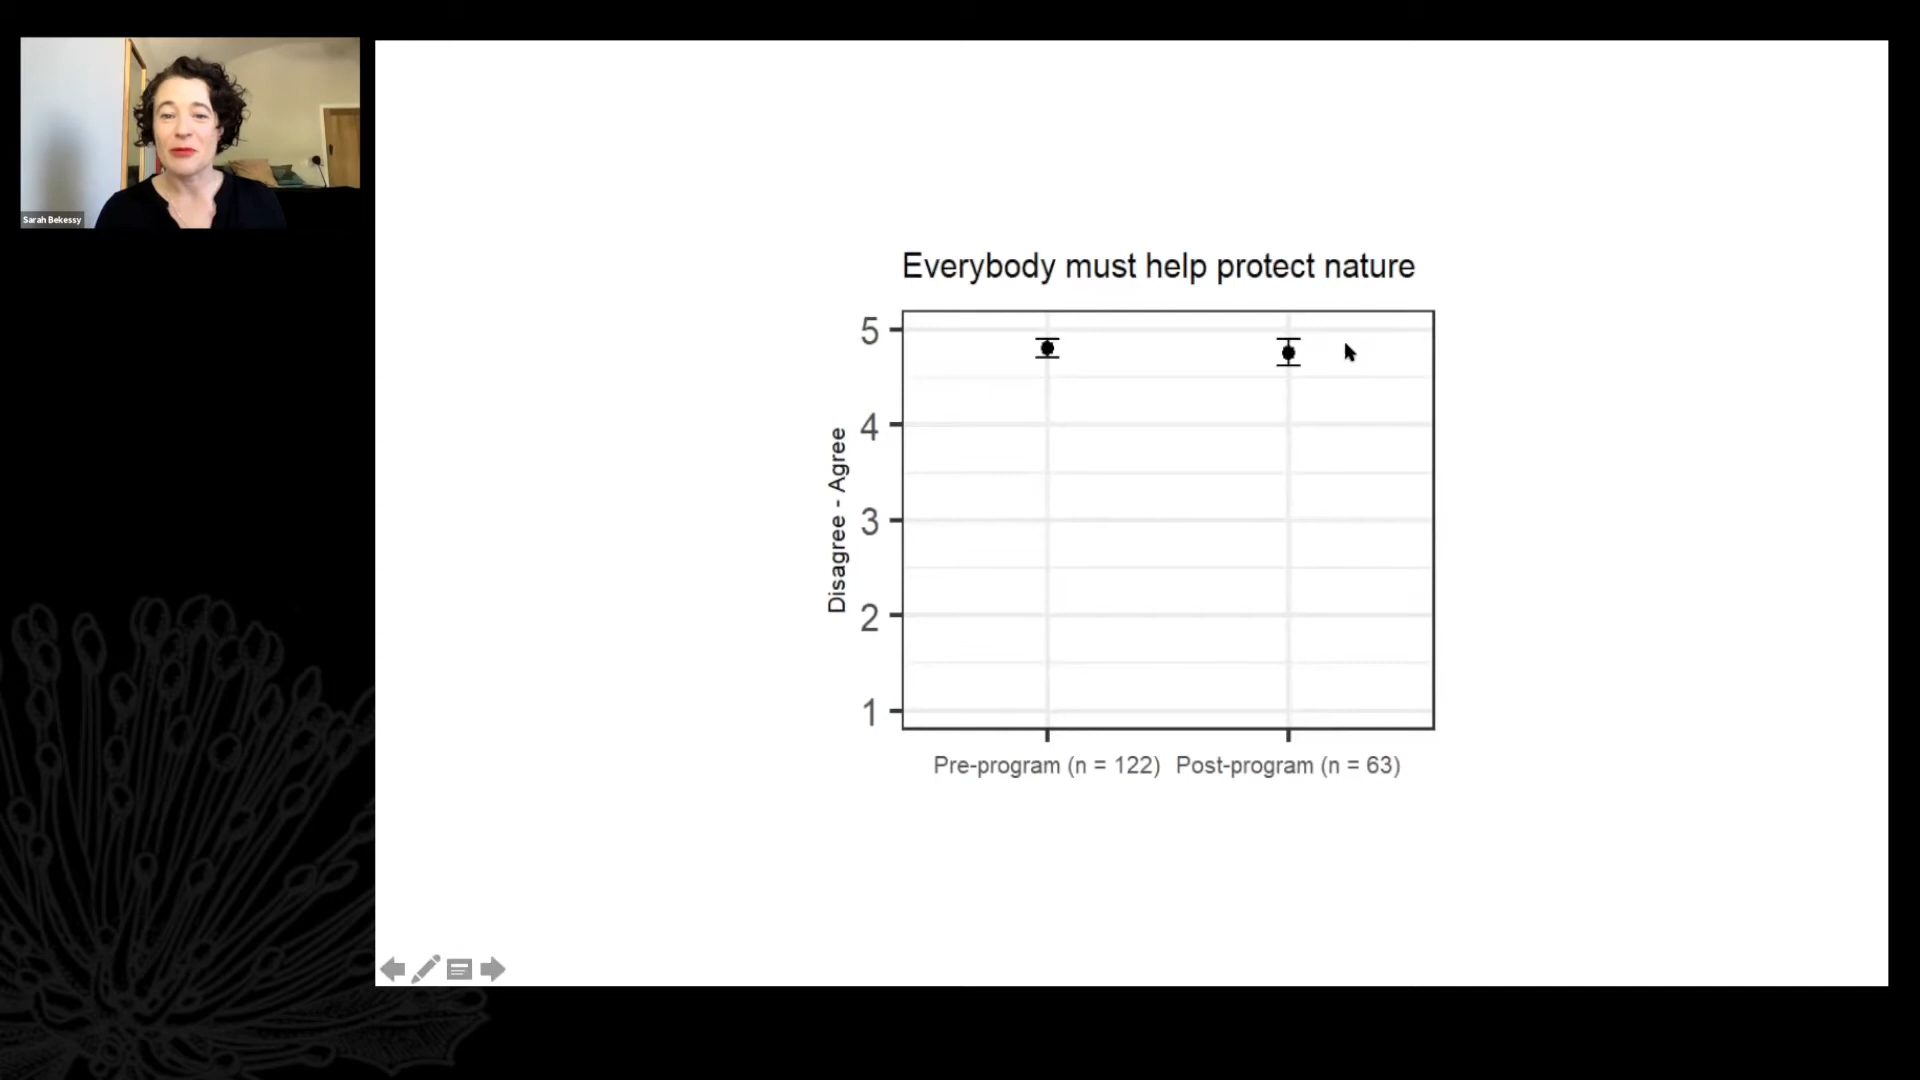 Sarah Bekessy
Everybody must help protect nature
5
4
3
2
1
Disagree - Agree
Pre-program (n = 122) Post-program (n = 63)